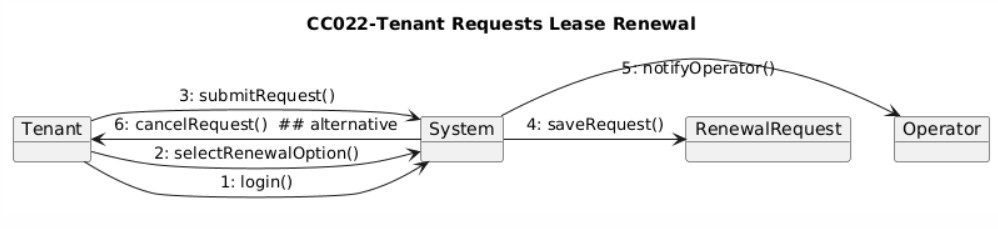 CC022-Tenant Requests Lease Renewal
5: notifyOperator()
3: submitRequest()
6: cancelRequest()  ## alternative
4: saveRequest()
Tenant
System
RenewalRequest
Operator
2: selectRenewalOption()
1: login()